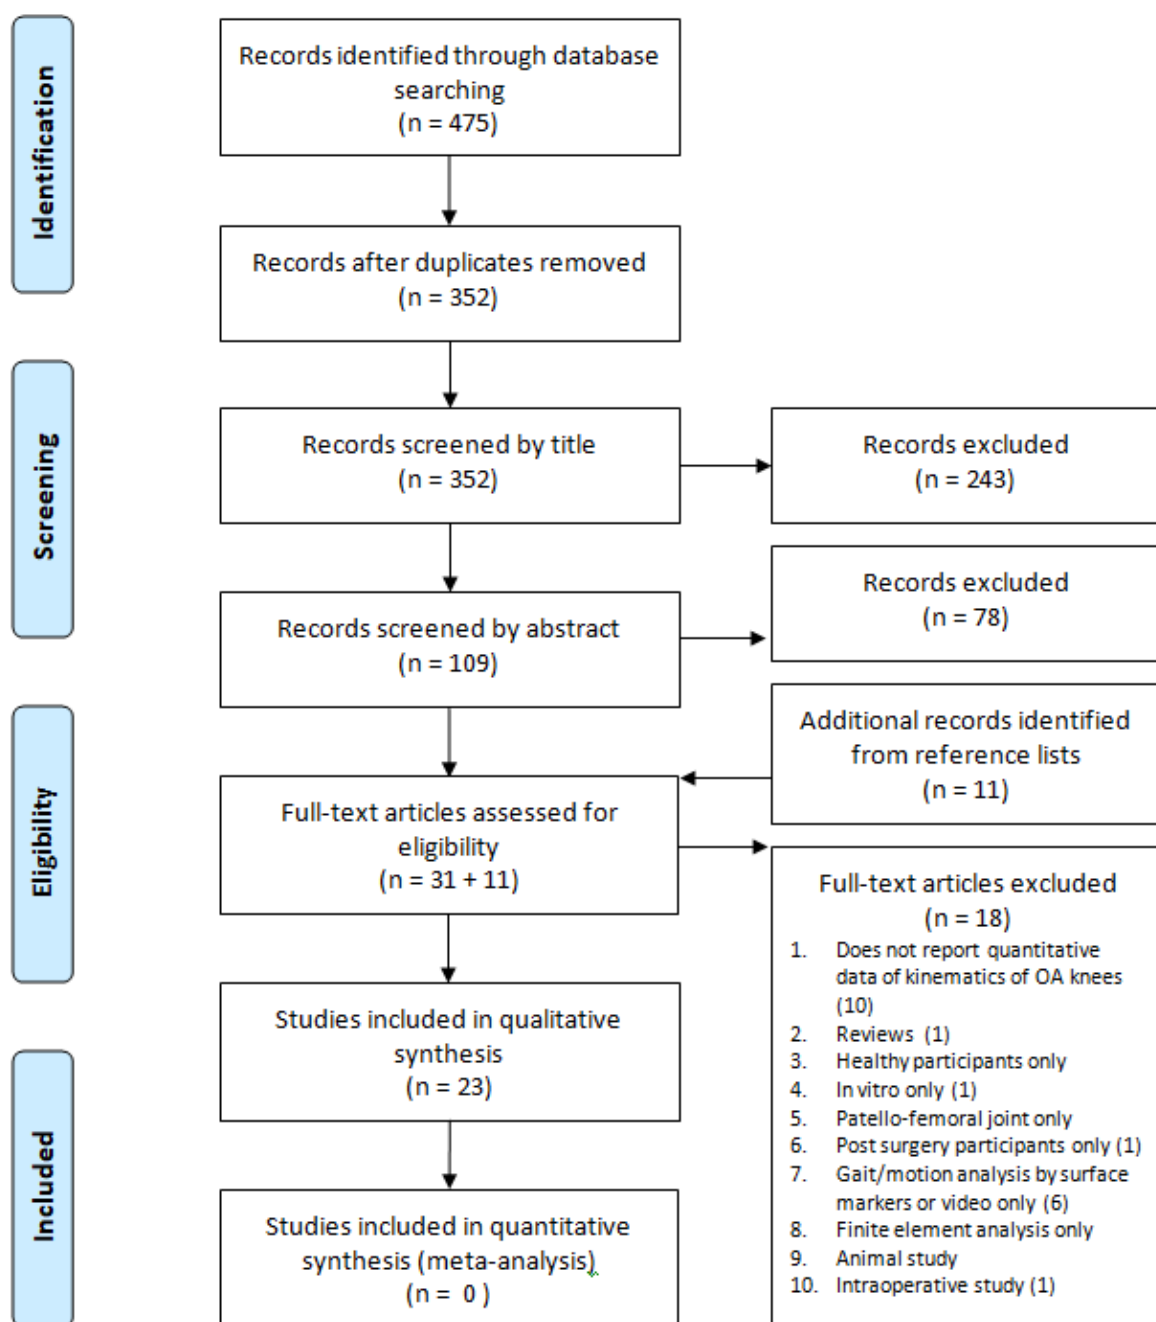 Identification
Records identified through database
searching
(n = 475)
Records after duplicates removed
(n = 352)
Screening
Records screened by title
(n = 352)
Records excluded
(n = 243)
Records screened by abstract
(n = 109)
Records excluded
(n = 78)
Eligibility
Additional records identified
from reference lists
(n = 11)
Full-text articles assessed for
eligibility
(n = 31 + 11)
Full-text articles excluded
(n = 18)
1. Does not report quantitative
data of kinematics of OA knees
(10)
2. Reviews (1)
3. Healthy participants only
4. In vitro only (1)
5. Patello-femoral joint only
6. Post surgery participants only (1)
7. Gait/motion analysis by surface
markers or video only (6)
8. Finite element analysis only
9. Animal study
10. Intraoperative study (1)
Studies included in qualitative
synthesis
(n = 23)
Included
Studies included in quantitative
synthesis (meta-analysis)
(n = 0 )